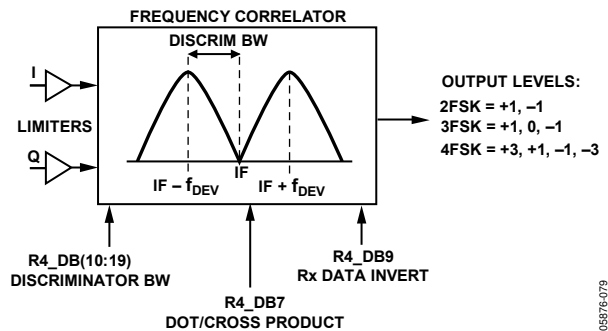 FREQUENCY CORRELATOR
DISCRIM BW
I
LIMITERS
Q
IF
IF – fDEV
IF + fDEV
OUTPUT LEVELS:
2FSK = +1, –1
3FSK = +1, 0, –1
4FSK = +3, +1, –1, –3
R4_DB(10:19)
DISCRIMINATOR BW
R4_DB7
DOT/CROSS PRODUCT
R4_DB9
Rx DATA INVERT
05876-079